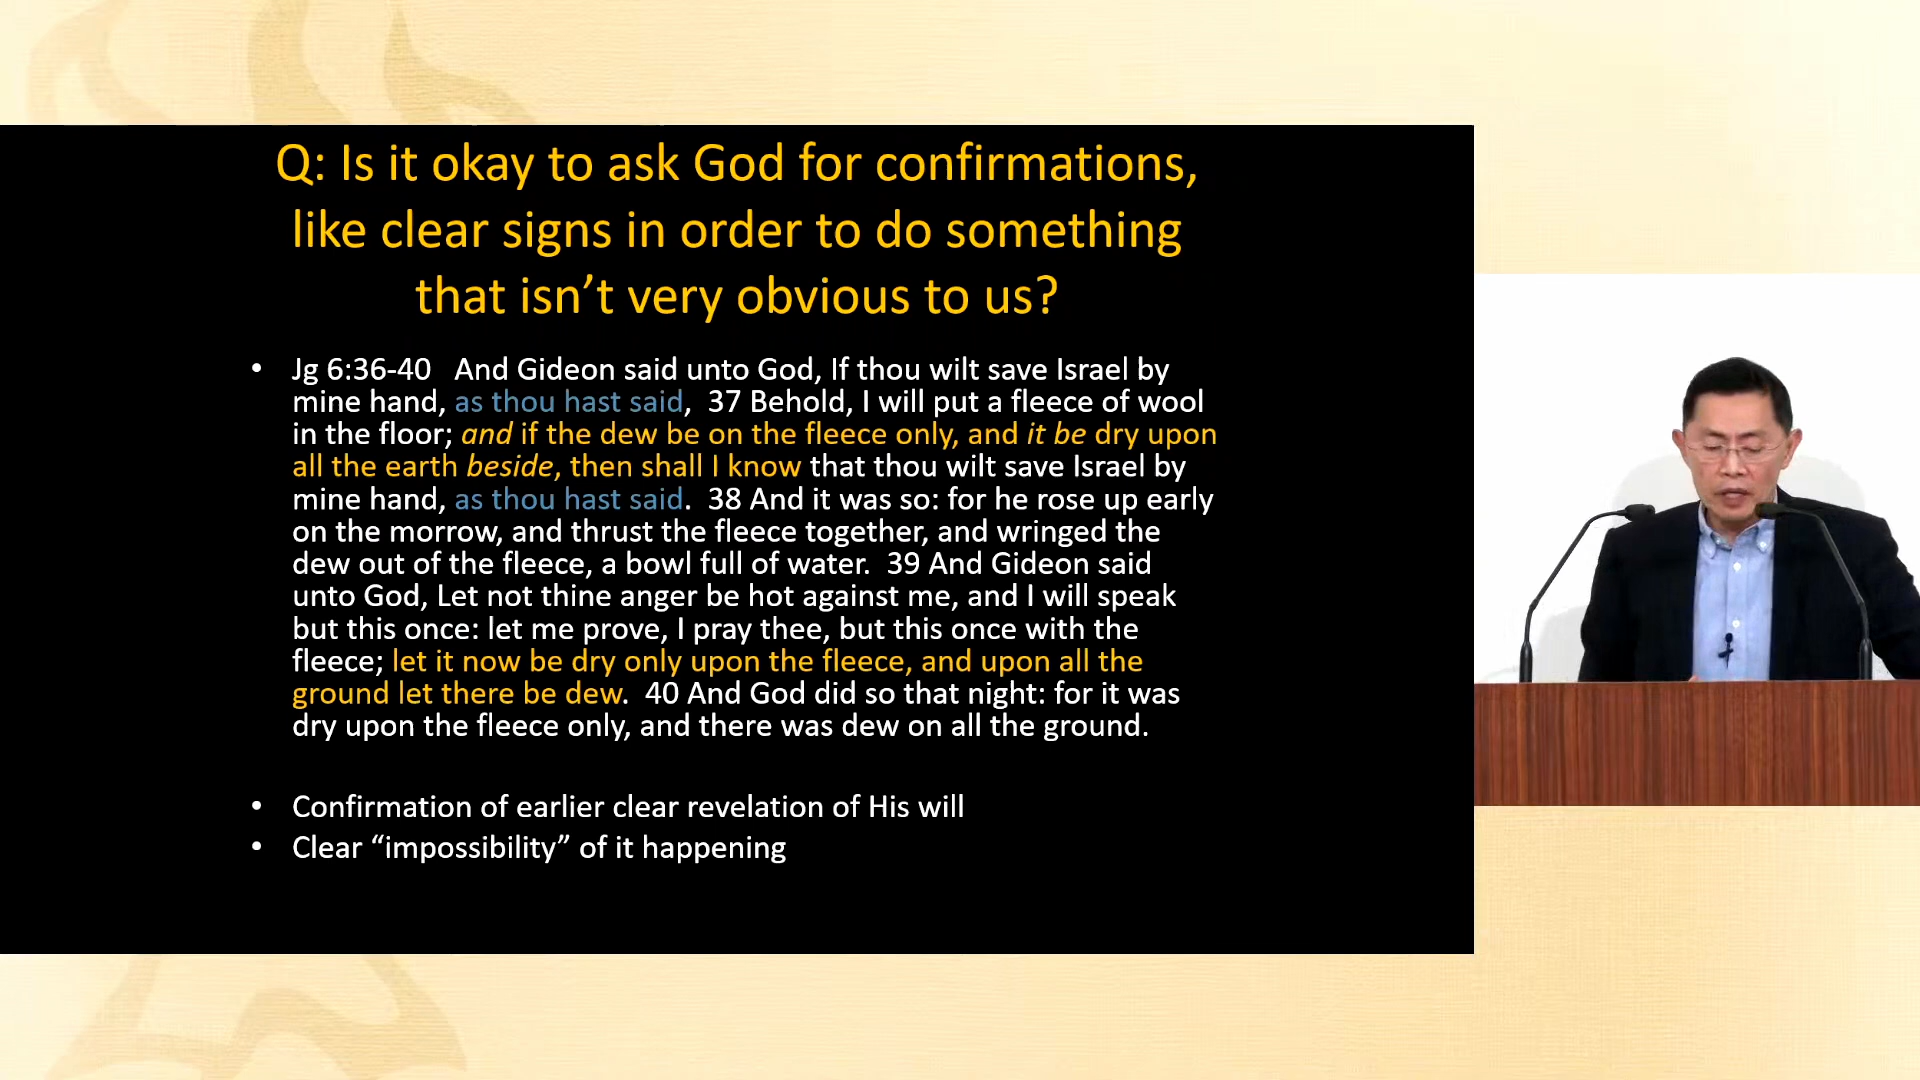 Q: Is it okay to ask God for confirmations,
like clear signs in order to do something
that isn’t very obvious to us?
• Jg 6:36-40   And Gideon said unto God, If thou wilt save Israel by
mine hand, as thou hast said,  37 Behold, I will put a fleece of wool
in the floor; and if the dew be on the fleece only, and it be dry upon
all the earth beside, then shall I know that thou wilt save Israel by
mine hand, as thou hast said.  38 And it was so: for he rose up early
on the morrow, and thrust the fleece together, and wringed the
dew out of the fleece, a bowl full of water.  39 And Gideon said
unto God, Let not thine anger be hot against me, and I will speak
but this once: let me prove, I pray thee, but this once with the
fleece; let it now be dry only upon the fleece, and upon all the
ground let there be dew.  40 And God did so that night: for it was
dry upon the fleece only, and there was dew on all the ground.
• Confirmation of earlier clear revelation of His will
• Clear “impossibility” of it happening